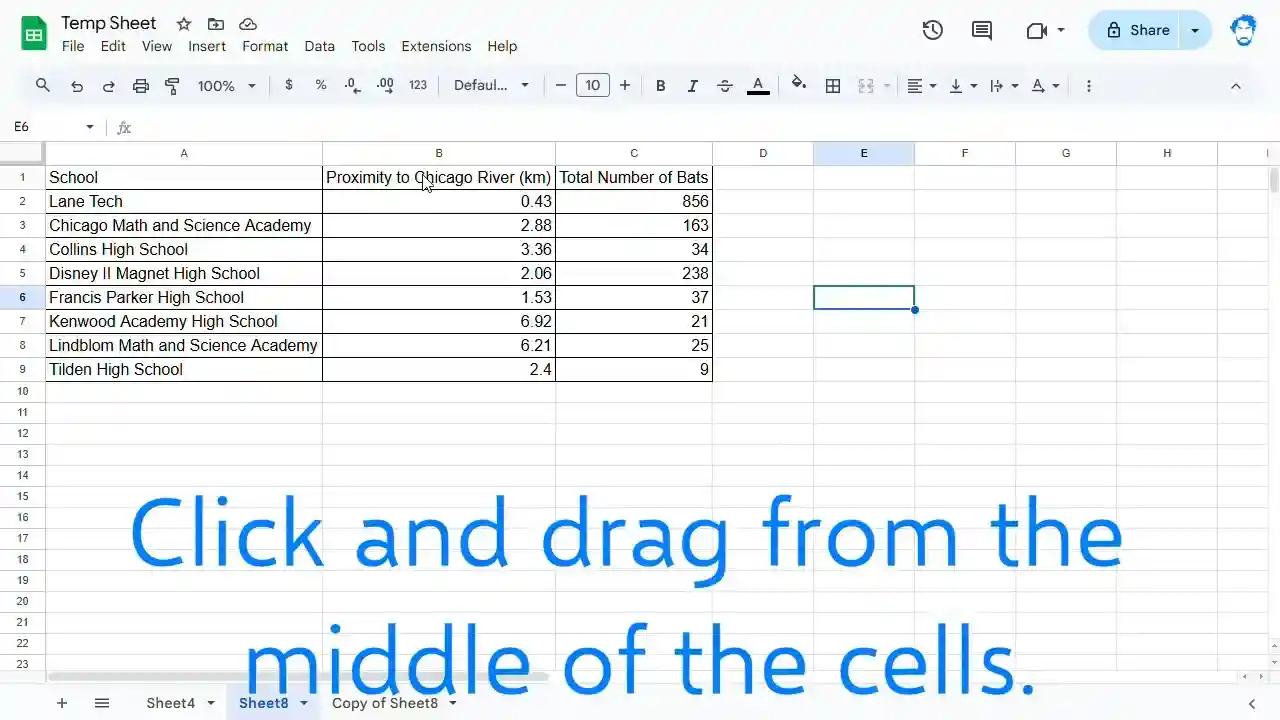 Temp Sheet
File Edit View Insert Format Data Tools Extensions Help
Share
100% $ % .0 .00 123 Defaul... − 10 + B I S A A
E6 fx
A B C D E F G H
1 School Proximity to Chicago River (km) Total Number of Bats
2 Lane Tech 0.43 856
3 Chicago Math and Science Academy 2.88 163
4 Collins High School 3.36 34
5 Disney II Magnet High School 2.06 238
6 Francis Parker High School 1.53 37
7 Kenwood Academy High School 6.92 21
8 Lindblom Math and Science Academy 6.21 25
9 Tilden High School 2.4 9
10
11
12
13
14
15
16
17
18
19
20
21
22
23
Click and drag from the
middle of the cells.
+ Sheet4 Sheet8 Copy of Sheet8